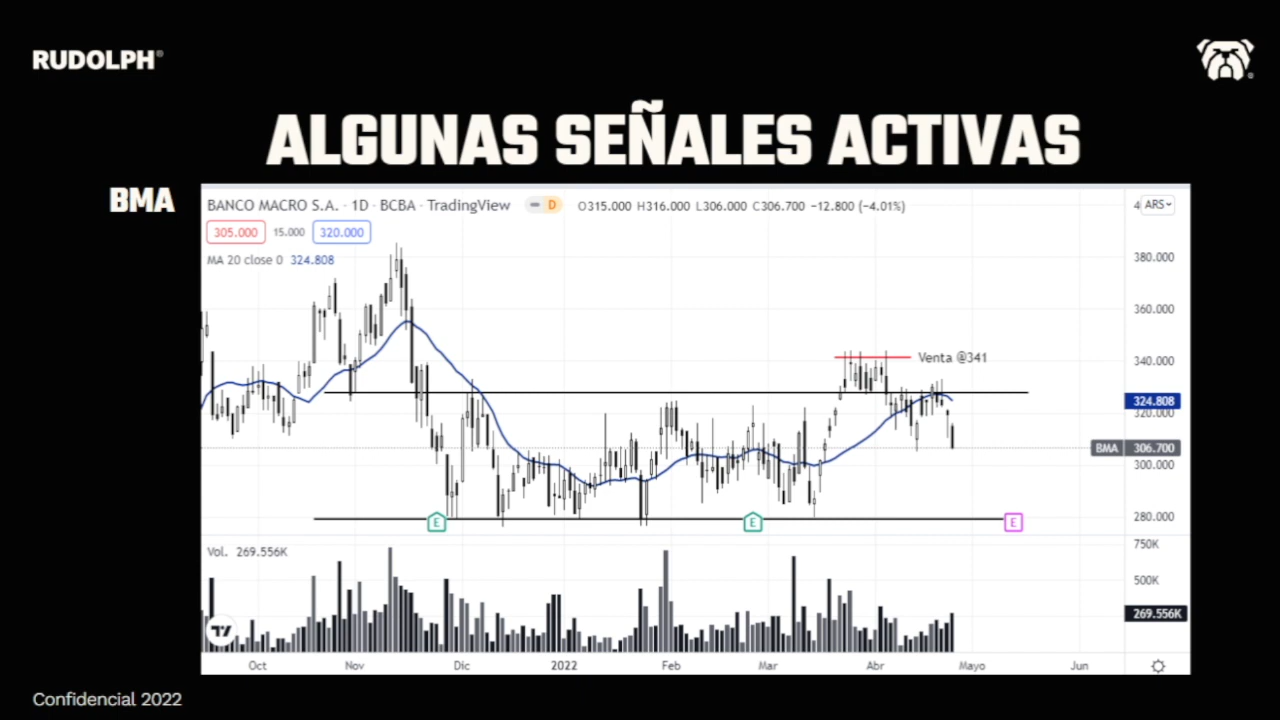 RUDOLPH®
ALGUNAS SEÑALES ACTIVAS
BMA
BANCO MACRO S.A. · 1D · BCBA · TradingView D O315.000 H316.000 L306.000 C306.700 −12.800 (−4.01%)
305.000 15.000 320.000
MA 20 close 0 324.808
4 ARS
380.000
360.000
Venta @341
340.000
324.808
320.000
BMA 306.700
300.000
E E E
280.000
Vol. 269.556K
750K
500K
269.556K
Oct Nov Dic 2022 Feb Mar Abr Mayo Jun
Confidencial 2022